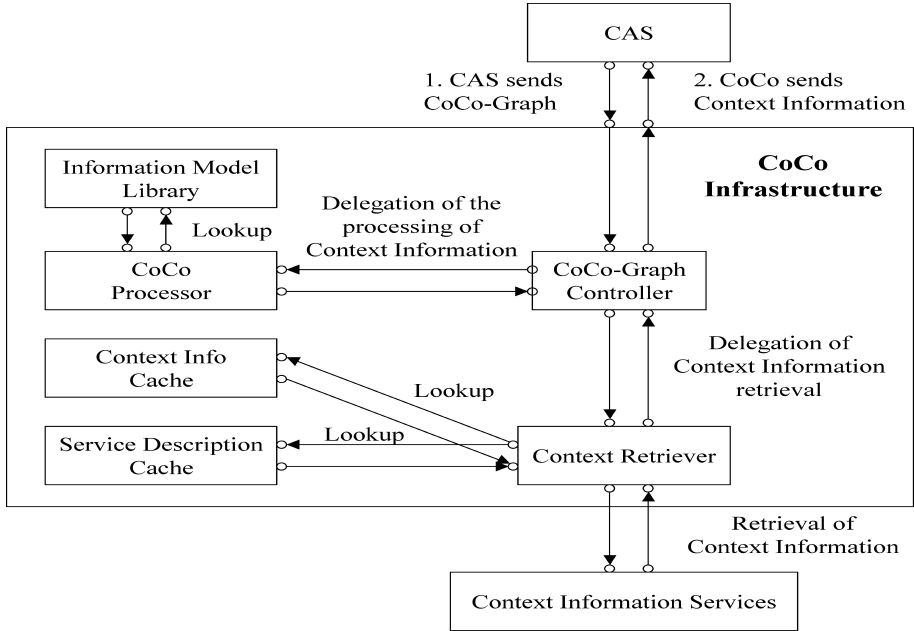 CAS
1. CAS sends
CoCo-Graph
2. CoCo sends
Context Information
CoCo
Infrastructure
Information Model
Library
Lookup
Delegation of the
processing of
Context Information
CoCo
Processor
CoCo-Graph
Controller
Context Info
Cache
Lookup
Delegation of
Context Information
retrieval
Service Description
Cache
Lookup
Context Retriever
Retrieval of
Context Information
Context Information Services